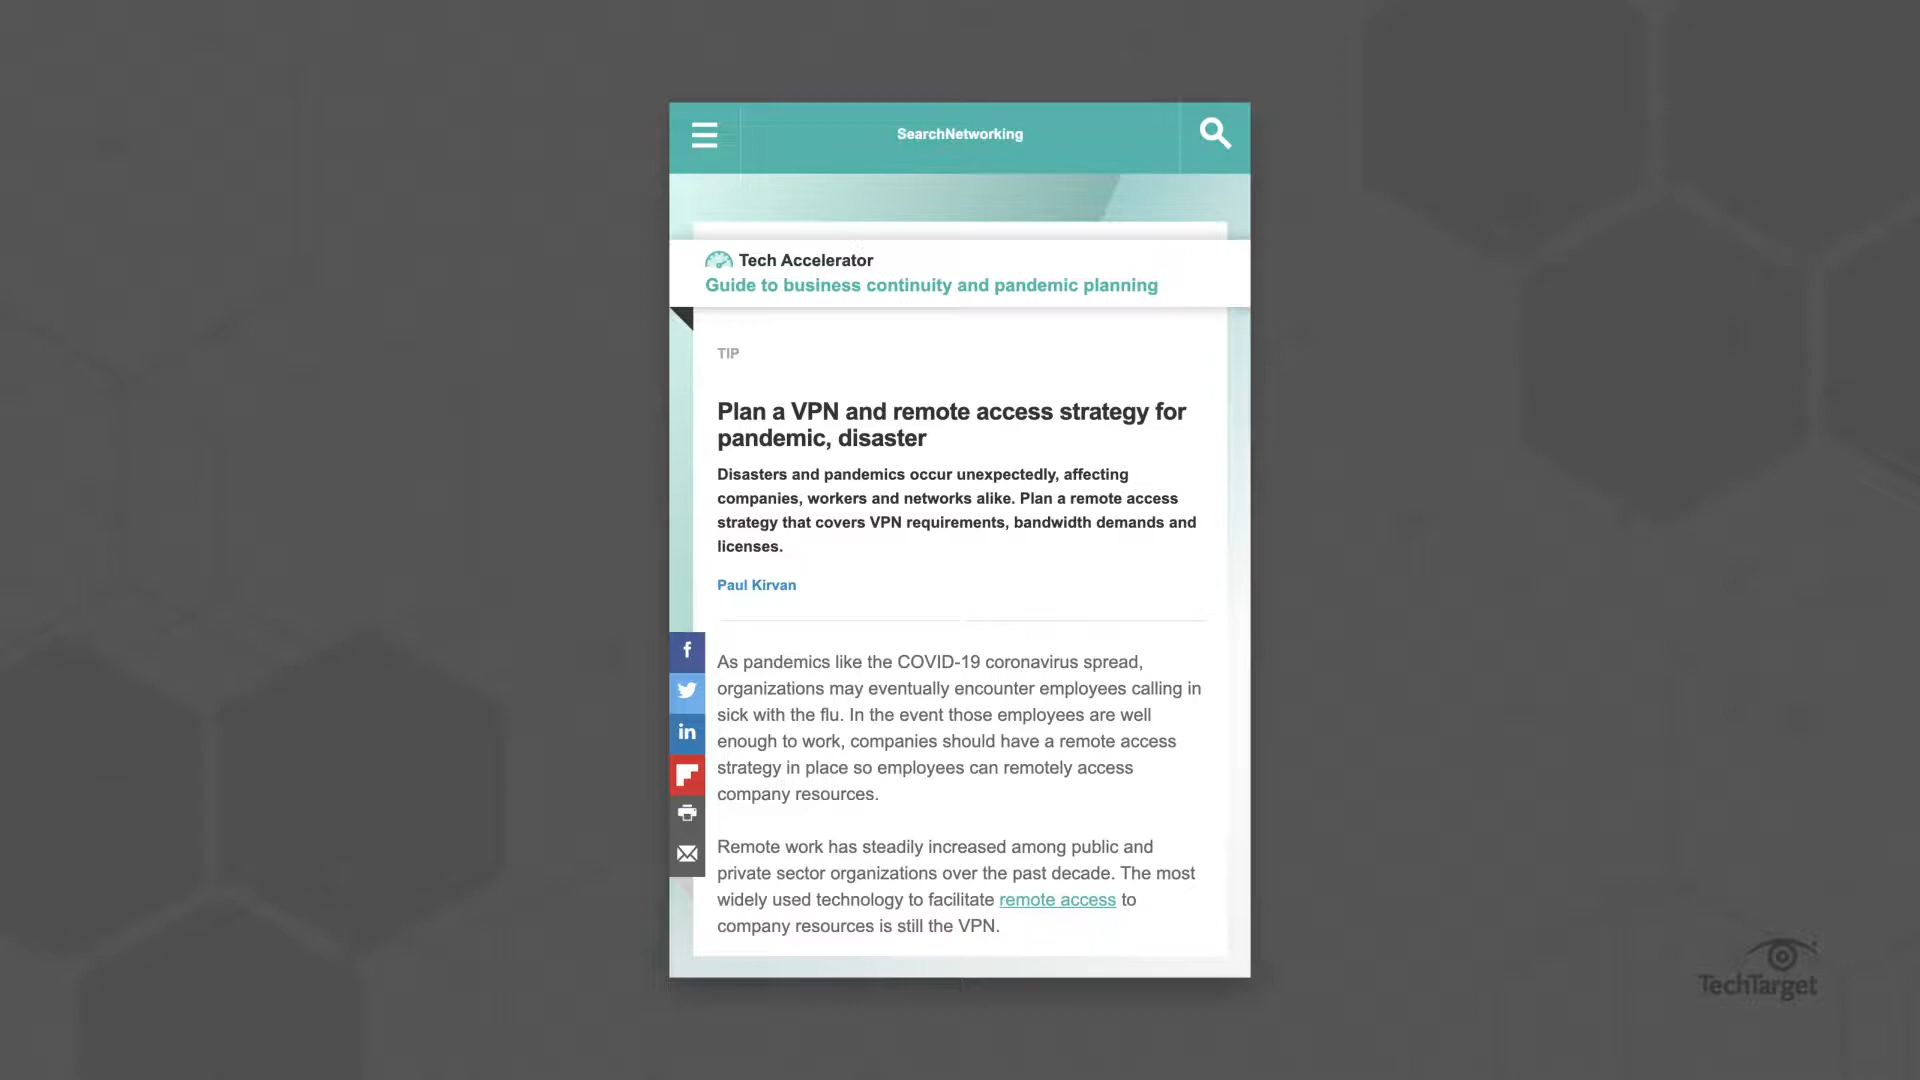 SearchNetworking
Tech Accelerator
Guide to business continuity and pandemic planning
TIP
Plan a VPN and remote access strategy for
pandemic, disaster
Disasters and pandemics occur unexpectedly, affecting
companies, workers and networks alike. Plan a remote access
strategy that covers VPN requirements, bandwidth demands and
licenses.
Paul Kirvan
f
in
As pandemics like the COVID-19 coronavirus spread,
organizations may eventually encounter employees calling in
sick with the flu. In the event those employees are well
enough to work, companies should have a remote access
strategy in place so employees can remotely access
company resources.
Remote work has steadily increased among public and
private sector organizations over the past decade. The most
widely used technology to facilitate remote access to
company resources is still the VPN.
TechTarget